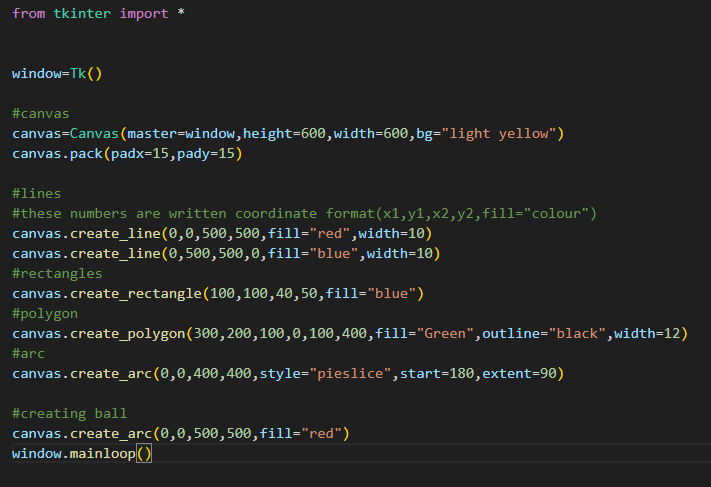 from tkinter import *
window=Tk()
#canvas
canvas=Canvas(master=window,height=600,width=600,bg="light yellow")
canvas.pack(padx=15,pady=15)
#lines
#these numbers are written coordinate format(x1,y1,x2,y2,fill="colour")
canvas.create_line(0,0,500,500,fill="red",width=10)
canvas.create_line(0,500,500,0,fill="blue",width=10)
#rectangles
canvas.create_rectangle(100,100,40,50,fill="blue")
#polygon
canvas.create_polygon(300,200,100,0,100,400,fill="Green",outline="black",width=12)
#arc
canvas.create_arc(0,0,400,400,style="pieslice",start=180,extent=90)
#creating ball
canvas.create_arc(0,0,500,500,fill="red")
window.mainloop()